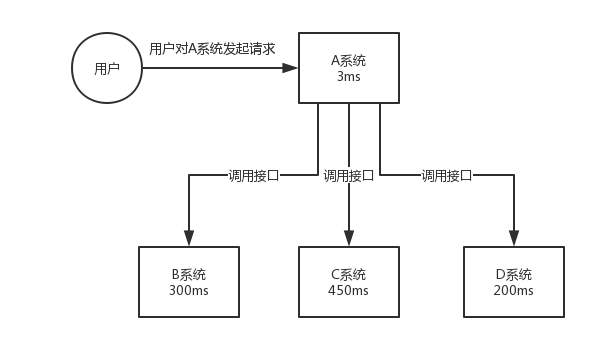 用户
用户对A系统发起请求
A系统
3ms
调用接口
调用接口
调用接口
B系统
300ms
C系统
450ms
D系统
200ms